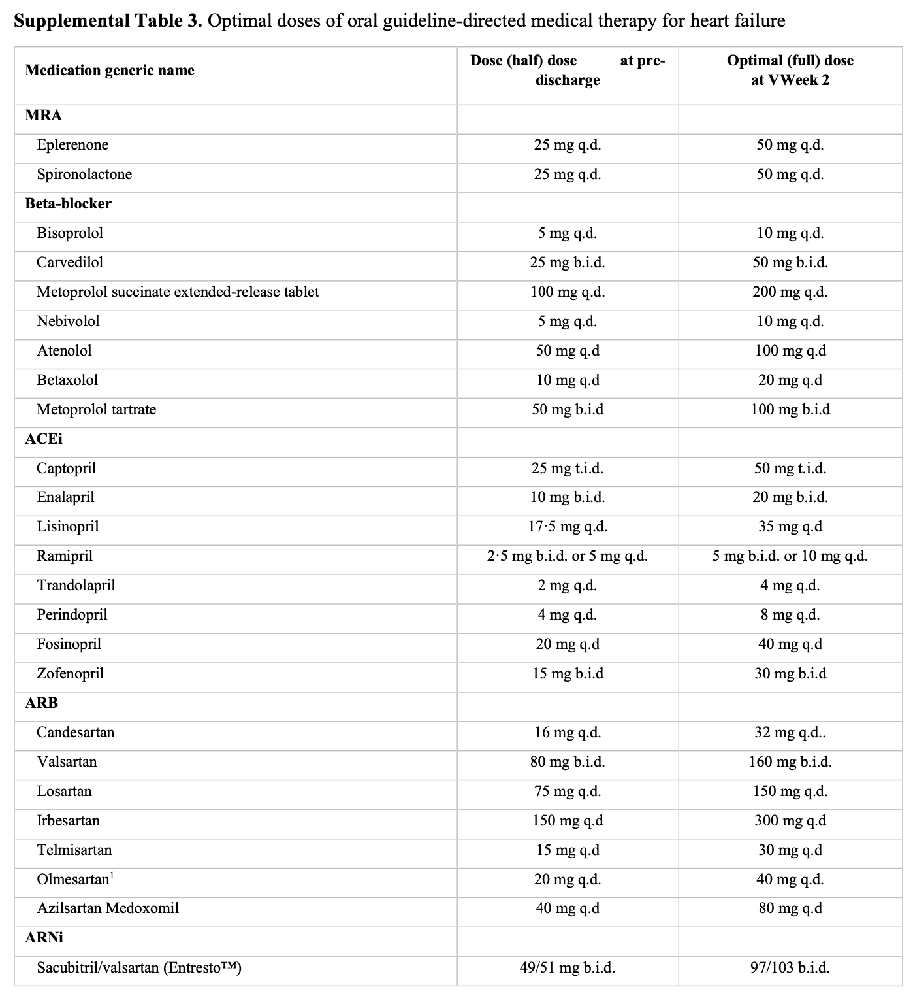 Supplemental Table 3. Optimal doses of oral guideline-directed medical therapy for heart failure
Medication generic name
Dose (half) dose at pre-
discharge
Optimal (full) dose
at VWeek 2
MRA
Eplerenone 25 mg q.d. 50 mg q.d.
Spironolactone 25 mg q.d. 50 mg q.d.
Beta-blocker
Bisoprolol 5 mg q.d. 10 mg q.d.
Carvedilol 25 mg b.i.d. 50 mg b.i.d.
Metoprolol succinate extended-release tablet 100 mg q.d. 200 mg q.d.
Nebivolol 5 mg q.d. 10 mg q.d.
Atenolol 50 mg q.d 100 mg q.d
Betaxolol 10 mg q.d 20 mg q.d
Metoprolol tartrate 50 mg b.i.d 100 mg b.i.d
ACEi
Captopril 25 mg t.i.d. 50 mg t.i.d.
Enalapril 10 mg b.i.d. 20 mg b.i.d.
Lisinopril 17·5 mg q.d. 35 mg q.d
Ramipril 2·5 mg b.i.d. or 5 mg q.d. 5 mg b.i.d. or 10 mg q.d.
Trandolapril 2 mg q.d. 4 mg q.d.
Perindopril 4 mg q.d. 8 mg q.d.
Fosinopril 20 mg q.d 40 mg q.d
Zofenopril 15 mg b.i.d 30 mg b.i.d
ARB
Candesartan 16 mg q.d. 32 mg q.d..
Valsartan 80 mg b.i.d. 160 mg b.i.d.
Losartan 75 mg q.d. 150 mg q.d.
Irbesartan 150 mg q.d 300 mg q.d
Telmisartan 15 mg q.d 30 mg q.d
Olmesartan¹ 20 mg q.d. 40 mg q.d.
Azilsartan Medoxomil 40 mg q.d 80 mg q.d
ARNi
Sacubitril/valsartan (Entresto™) 49/51 mg b.i.d. 97/103 b.i.d.